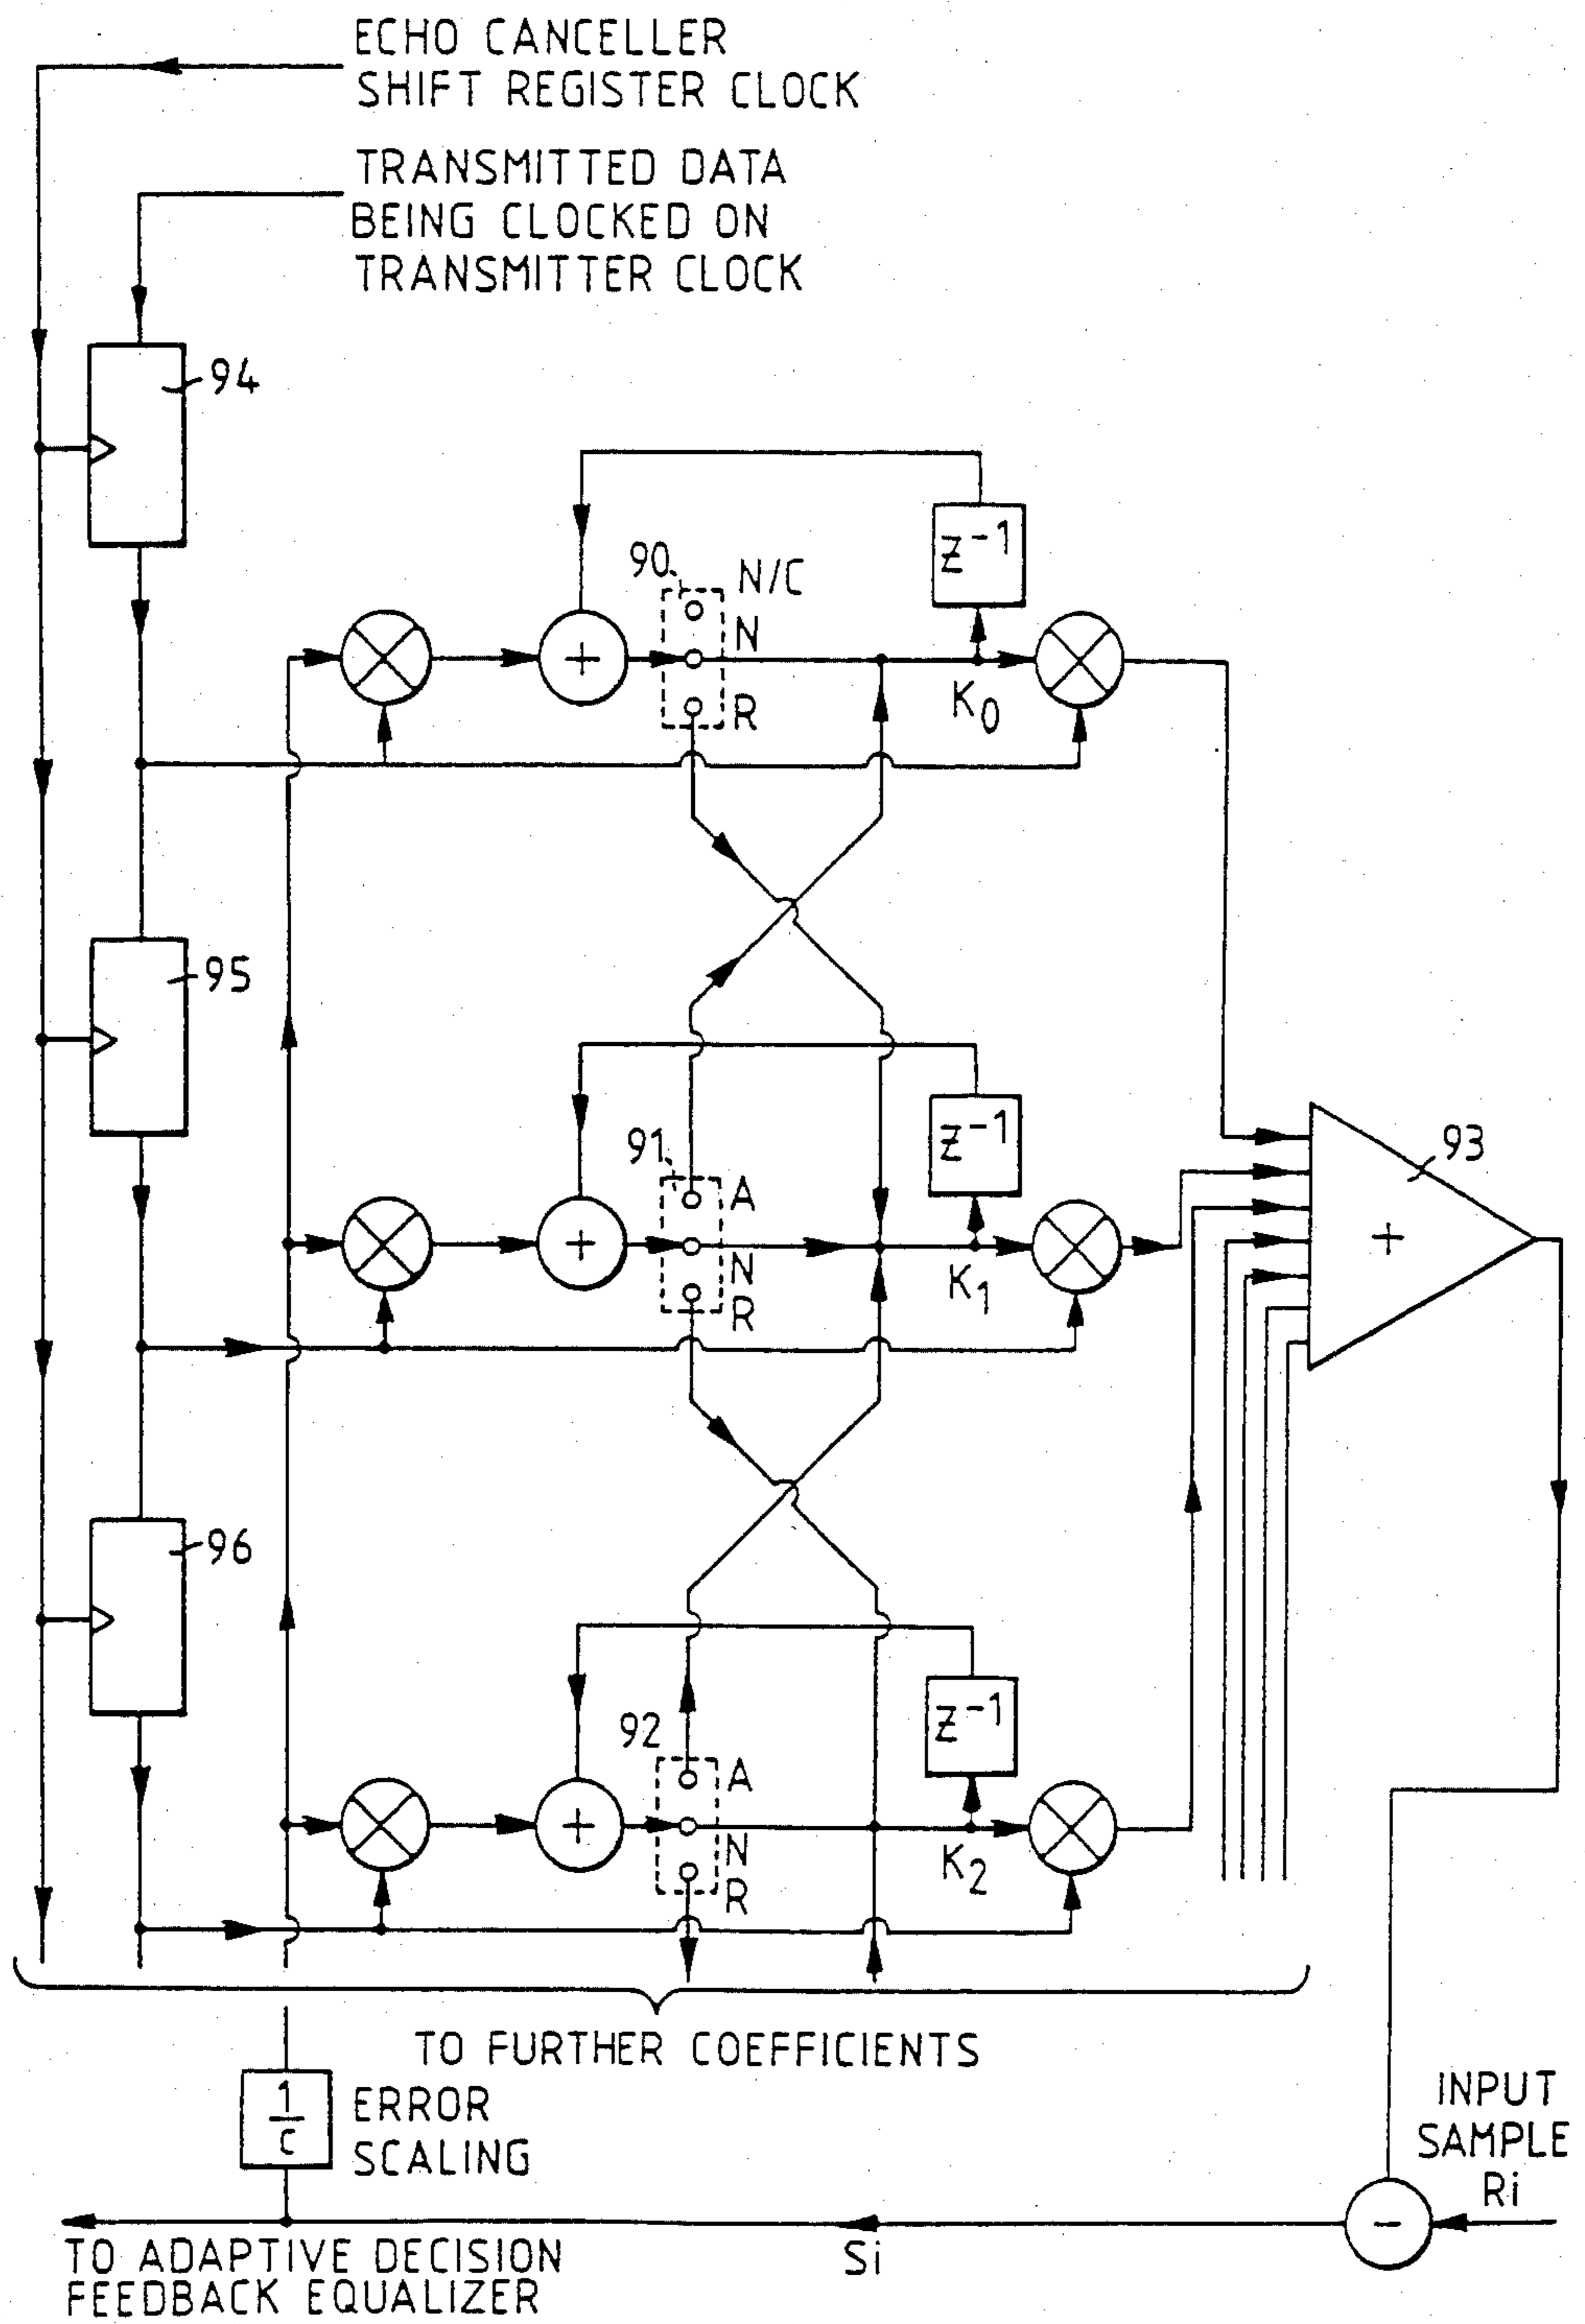 ECHO CANCELLER
SHIFT REGISTER CLOCK
TRANSMITTED DATA
BEING CLOCKED ON
TRANSMITTER CLOCK
94
90
N/C
N
R
z⁻¹
+
K₀
95
91
A
N
R
z⁻¹
+
K₁
93
+
96
92
A
N
R
z⁻¹
+
K₂
TO FURTHER COEFFICIENTS
1/C
ERROR
SCALING
INPUT
SAMPLE
Ri
−
Si
TO ADAPTIVE DECISION
FEEDBACK EQUALIZER